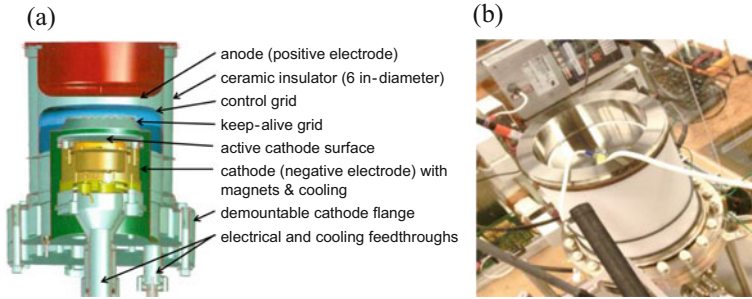 (a)
anode (positive electrode)
ceramic insulator (6 in-diameter)
control grid
keep-alive grid
active cathode surface
cathode (negative electrode) with
magnets & cooling
demountable cathode flange
electrical and cooling feedthroughs
(b)